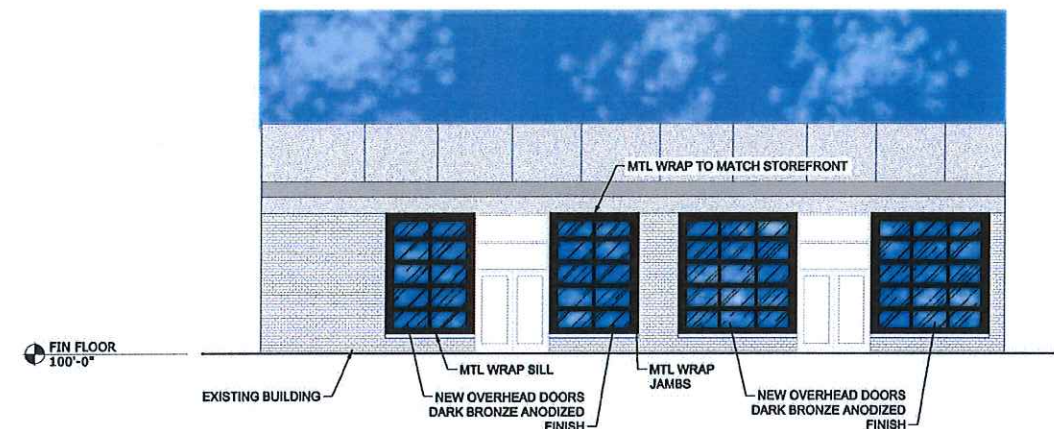 MTL WRAP TO MATCH STOREFRONT
FIN FLOOR
100'-0"
EXISTING BUILDING
MTL WRAP SILL
NEW OVERHEAD DOORS
DARK BRONZE ANODIZED
FINISH
MTL WRAP
JAMBS
NEW OVERHEAD DOORS
DARK BRONZE ANODIZED
FINISH